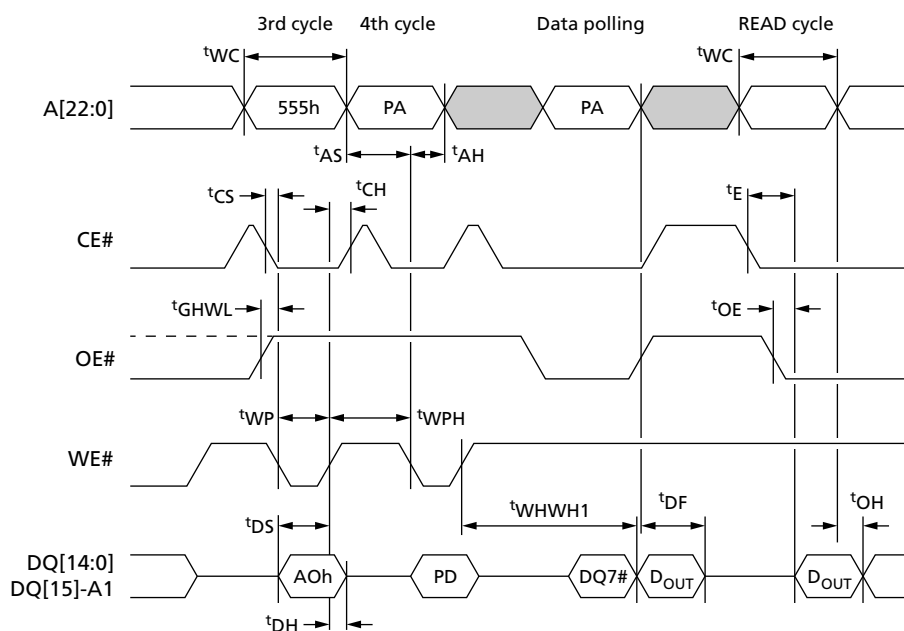 3rd cycle 4th cycle Data polling READ cycle
tWC tWC
A[22:0] 555h PA PA
tAS tAH
tCS tCH tE
CE#
tGHWL tOE
OE#
tWP tWPH
WE#
tWHWH1 tDF tOH
tDS
DQ[14:0]
DQ[15]-A1
AOh PD DQ7# DOUT DOUT
tDH